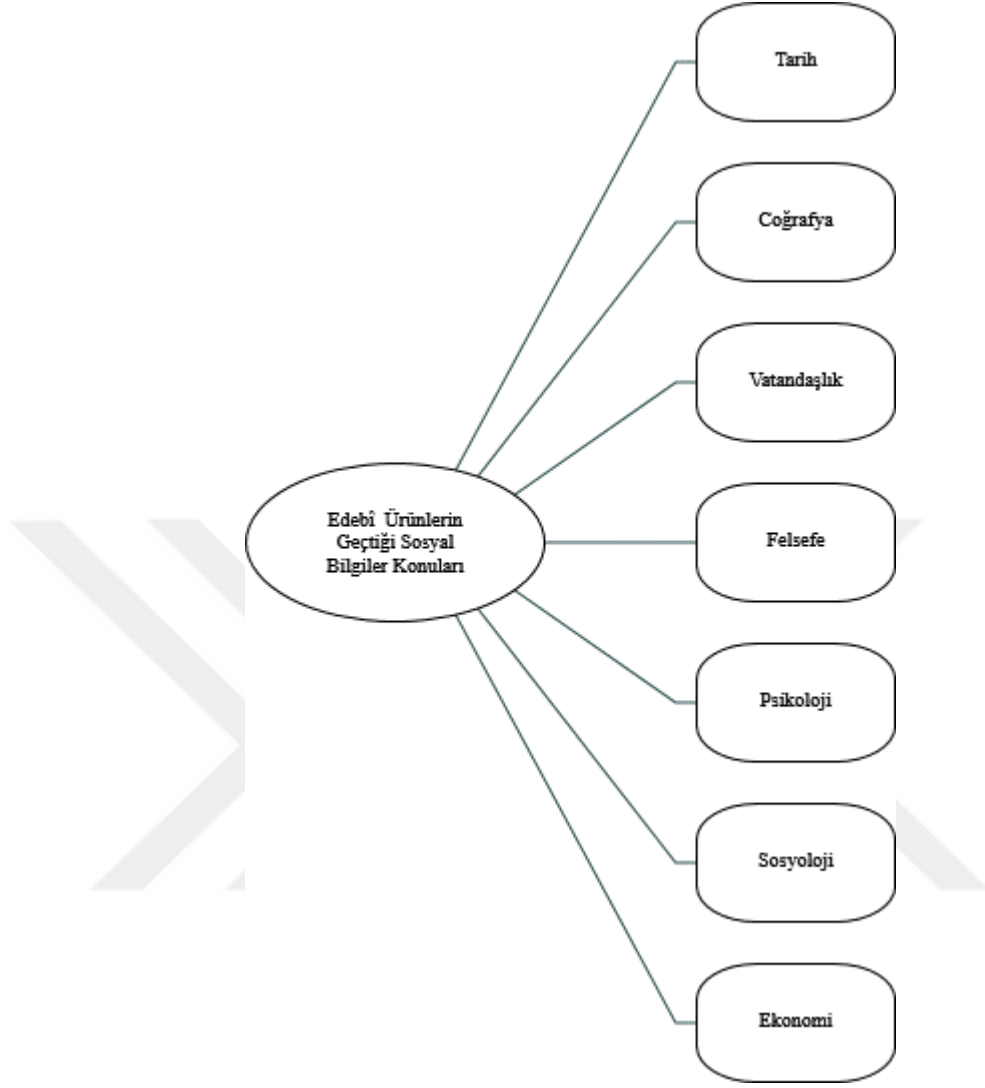 Tarih
Coğrafya
Vatandaşlık
Edebî Ürünlerin
Geçtiği Sosyal
Bilgiler Konuları
Felsefe
Psikoloji
Sosyoloji
Ekonomi